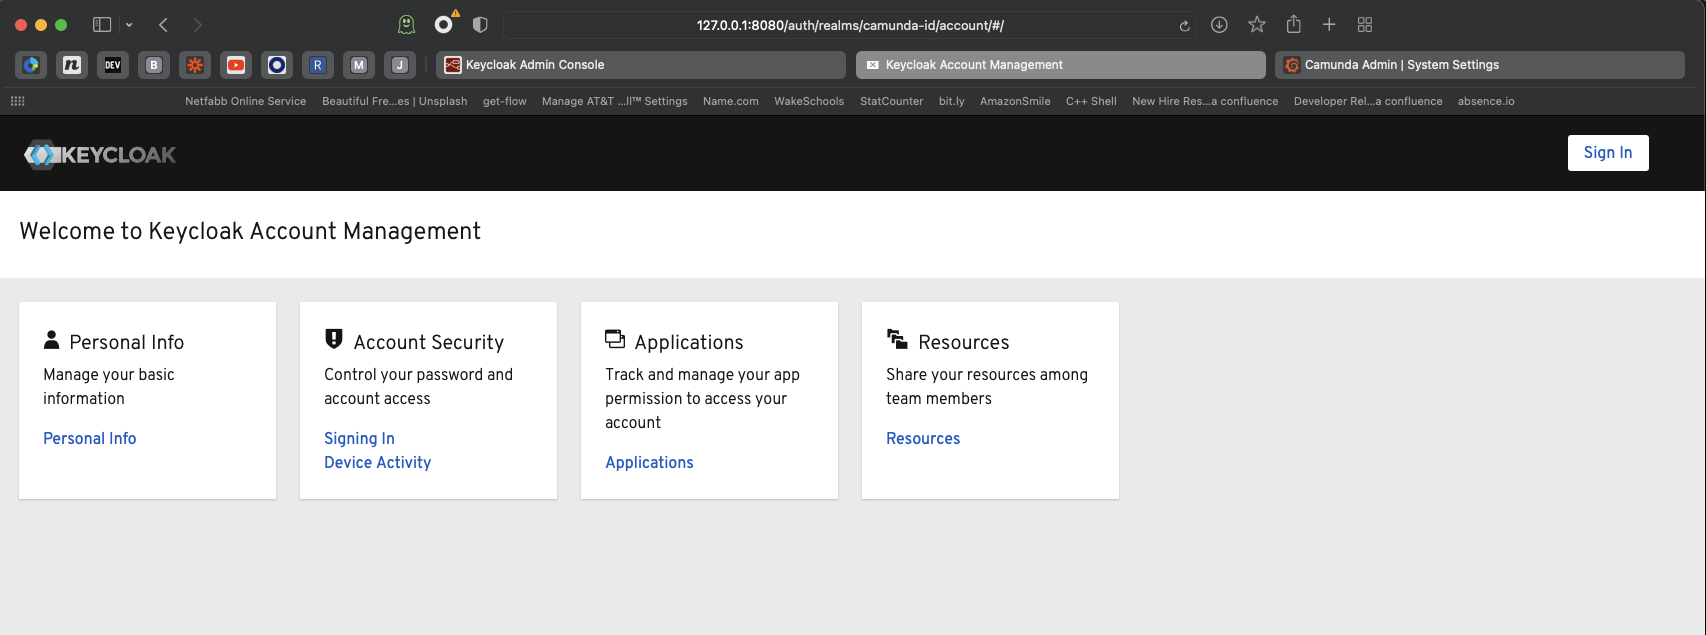 127.0.0.1:8080/auth/realms/camunda-id/account/#/
n DEV B R M J Keycloak Admin Console Keycloak Account Management Camunda Admin | System Settings
Netfabb Online Service Beautiful Fre...es | Unsplash get-flow Manage AT&T ...ll™ Settings Name.com WakeSchools StatCounter bit.ly AmazonSmile C++ Shell New Hire Res...a confluence Developer Rel...a confluence absence.io
KEYCLOAK
Sign In
Welcome to Keycloak Account Management
Personal Info
Manage your basic
information
Personal Info
Account Security
Control your password and
account access
Signing In
Device Activity
Applications
Track and manage your app
permission to access your
account
Applications
Resources
Share your resources among
team members
Resources